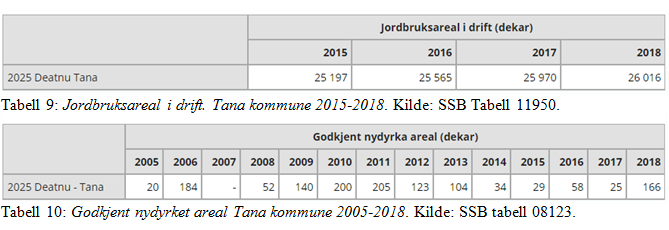 Jordbruksareal i drift (dekar)
2015 2016 2017 2018
2025 Deatnu Tana 25 197 25 565 25 970 26 016
Tabell 9: Jordbruksareal i drift. Tana kommune 2015-2018. Kilde: SSB Tabell 11950.
Godkjent nydyrka areal (dekar)
2005 2006 2007 2008 2009 2010 2011 2012 2013 2014 2015 2016 2017 2018
2025 Deatnu - Tana 20 184 - 52 140 200 205 123 104 34 29 58 25 166
Tabell 10: Godkjent nydyrket areal Tana kommune 2005-2018. Kilde: SSB tabell 08123.